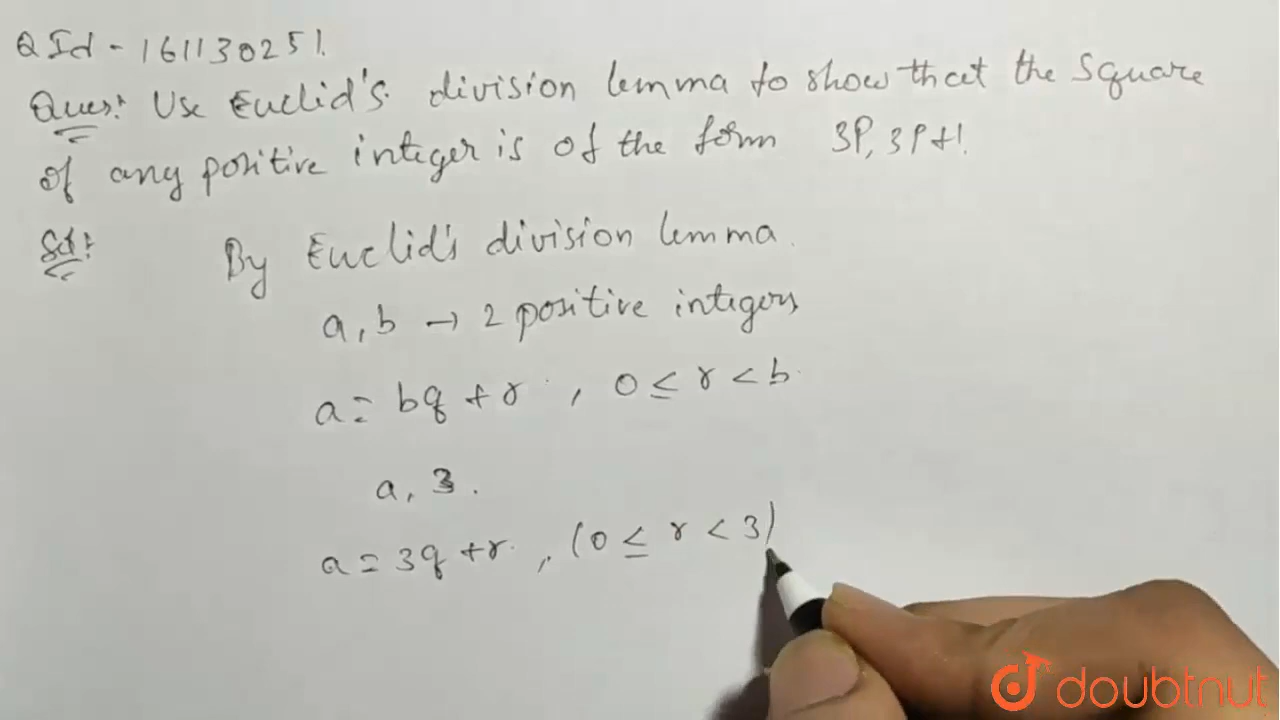 Q Id - 161130251.
Ques: Use Euclid's division lemma to show that the square
of any positive integer is of the form 3P, 3P+1.
Sol:
By Euclid's division lemma.
a, b → 2 positive integers
a = bq + r , 0 ≤ r < b.
a, 3.
a = 3q + r. , (0 ≤ r < 3)
doubtnut